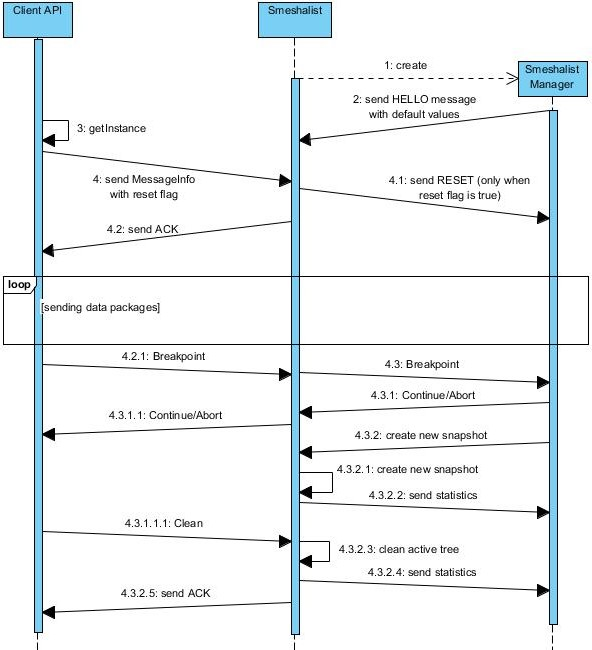 Client API
Smeshalist
1: create
Smeshalist
Manager
2: send HELLO message
with default values
3: getInstance
4: send MessageInfo
with reset flag
4.1: send RESET (only when
reset flag is true)
4.2: send ACK
loop
[sending data packages]
4.2.1: Breakpoint
4.3: Breakpoint
4.3.1: Continue/Abort
4.3.1.1: Continue/Abort
4.3.2: create new snapshot
4.3.2.1: create new snapshot
4.3.2.2: send statistics
4.3.1.1.1: Clean
4.3.2.3: clean active tree
4.3.2.4: send statistics
4.3.2.5: send ACK